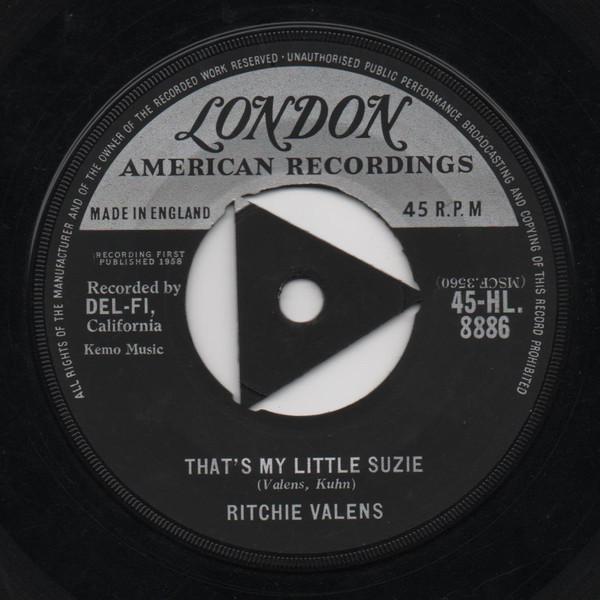 ALL RIGHTS OF THE MANUFACTURER AND OF THE OWNER OF THE RECORDED WORK RESERVED · UNAUTHORISED PUBLIC PERFORMANCE BROADCASTING AND COPYING OF THIS RECORD PROHIBITED
LONDON
AMERICAN RECORDINGS
MADE IN ENGLAND
45 R.P.M
RECORDING FIRST
PUBLISHED 1958
Recorded by
DEL-FI,
California
Kemo Music
(MSCF.3560)
45-HL.
8886
THAT'S MY LITTLE SUZIE
(Valens, Kuhn)
RITCHIE VALENS